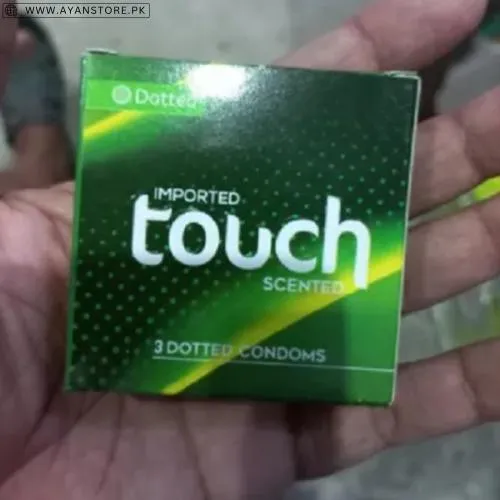 WWW.AYANSTORE.PK
Dotted
IMPORTED
touch
SCENTED
3 DOTTED CONDOMS